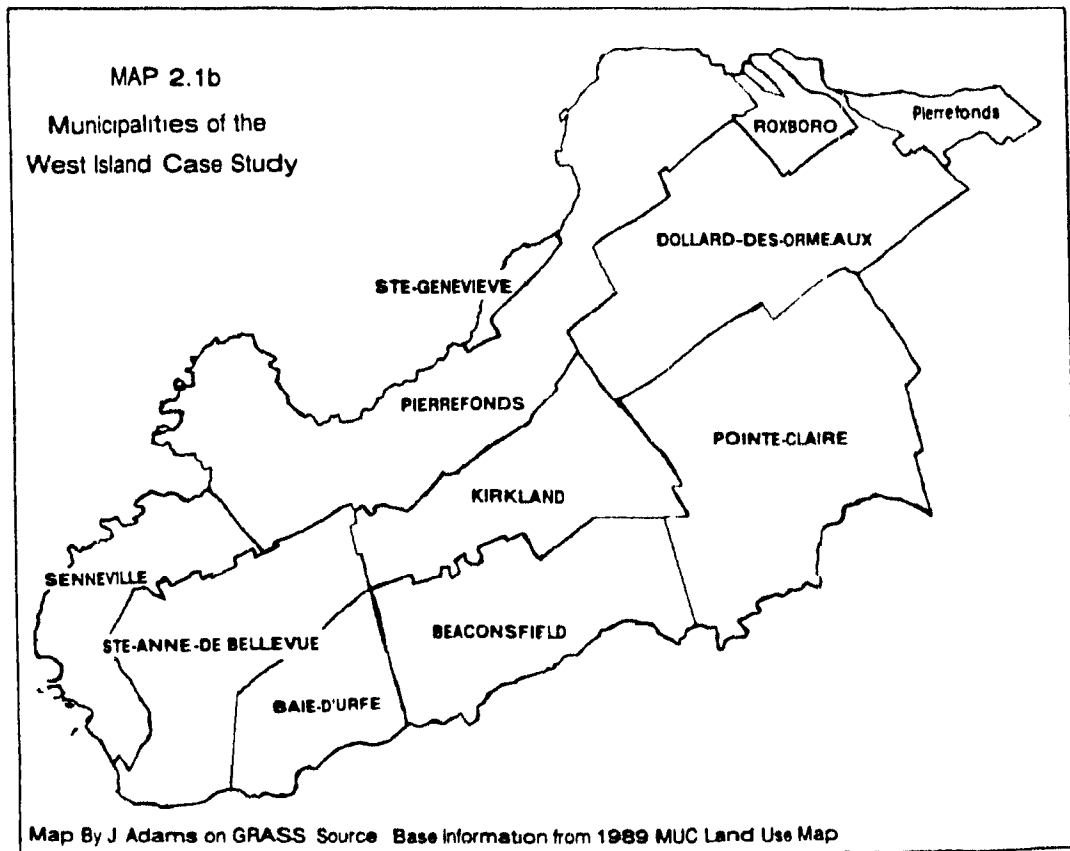 MAP 2.1b
Municipalities of the
West Island Case Study
ROXBORO
Pierrefonds
DOLLARD-DES-ORMEAUX
STE-GENEVIEVE
PIERREFONDS
POINTE-CLAIRE
KIRKLAND
SENNEVILLE
STE-ANNE-DE BELLEVUE
BEACONSFIELD
BAIE-D'URFE
Map By J Adams on GRASS Source Base information from 1989 MUC Land Use Map